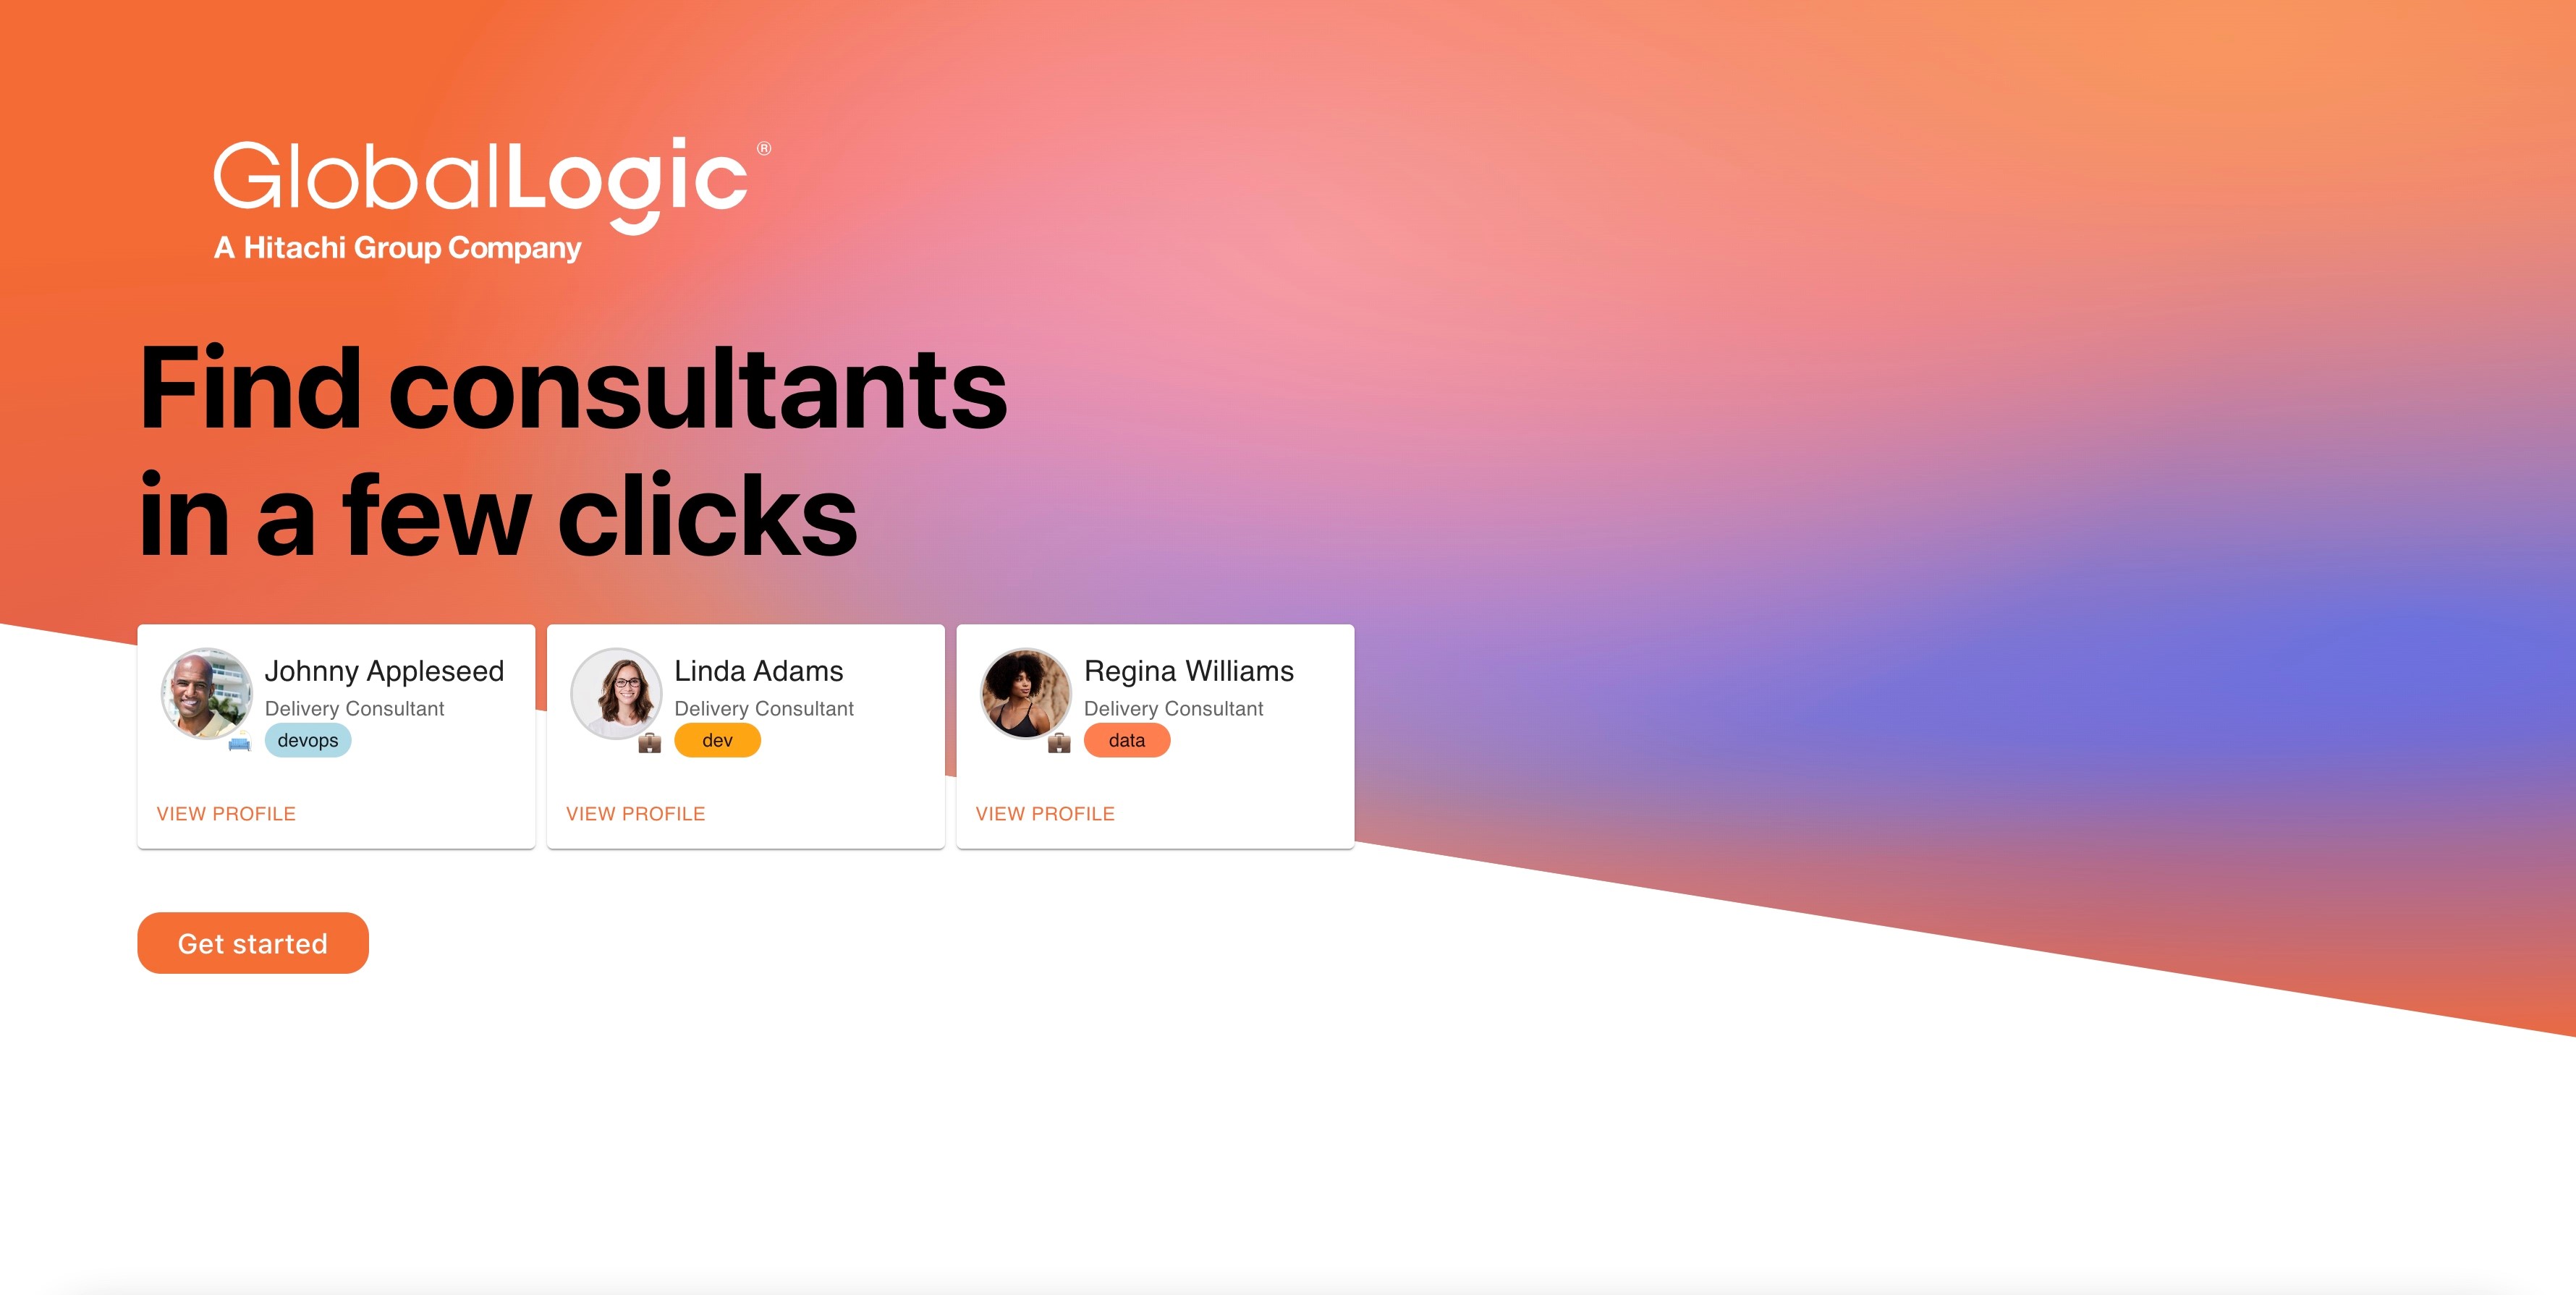 GlobalLogic®
A Hitachi Group Company
Find consultants
in a few clicks
Johnny Appleseed
Delivery Consultant
devops
VIEW PROFILE
Linda Adams
Delivery Consultant
dev
VIEW PROFILE
Regina Williams
Delivery Consultant
data
VIEW PROFILE
Get started